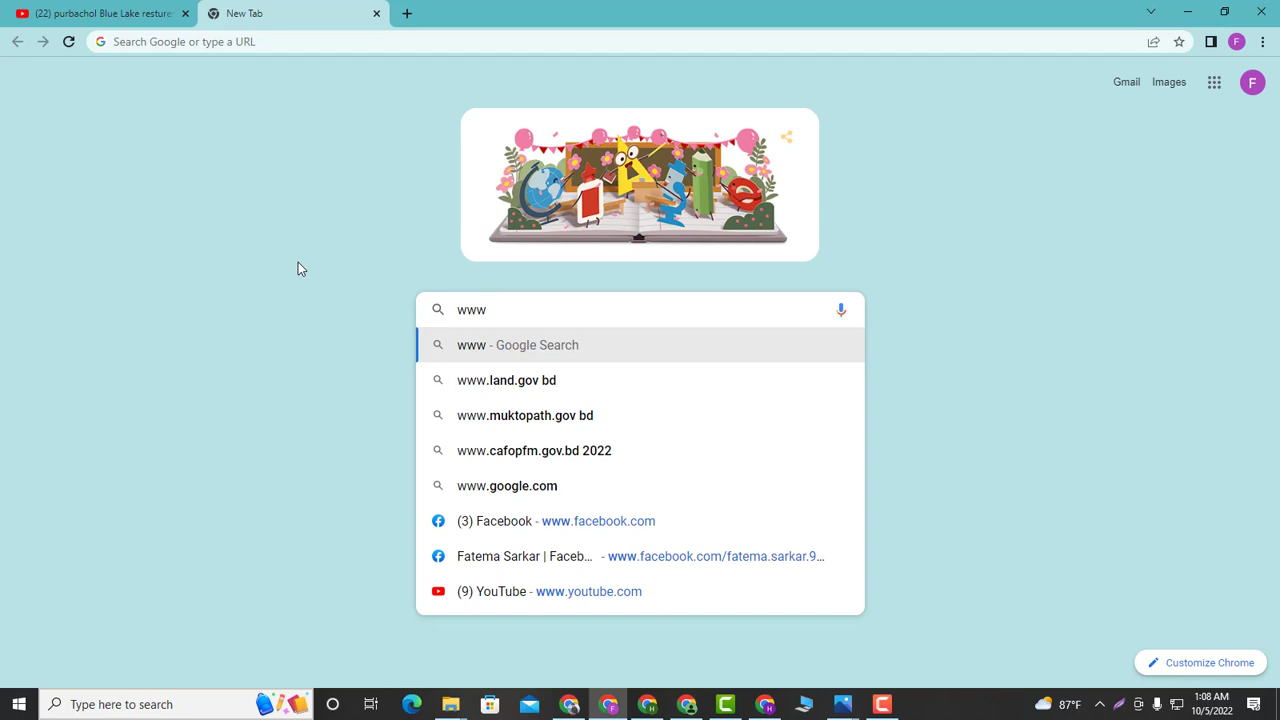 (22) purbachol Blue Lake resture
New Tab
Search Google or type a URL
F
Gmail
Images
F
www
www - Google Search
www.land.gov bd
www.muktopath.gov bd
www.cafopfm.gov.bd 2022
www.google.com
(3) Facebook - www.facebook.com
Fatema Sarkar | Faceb... - www.facebook.com/fatema.sarkar.9...
(9) YouTube - www.youtube.com
Customize Chrome
Type here to search
87°F
1:08 AM
10/5/2022